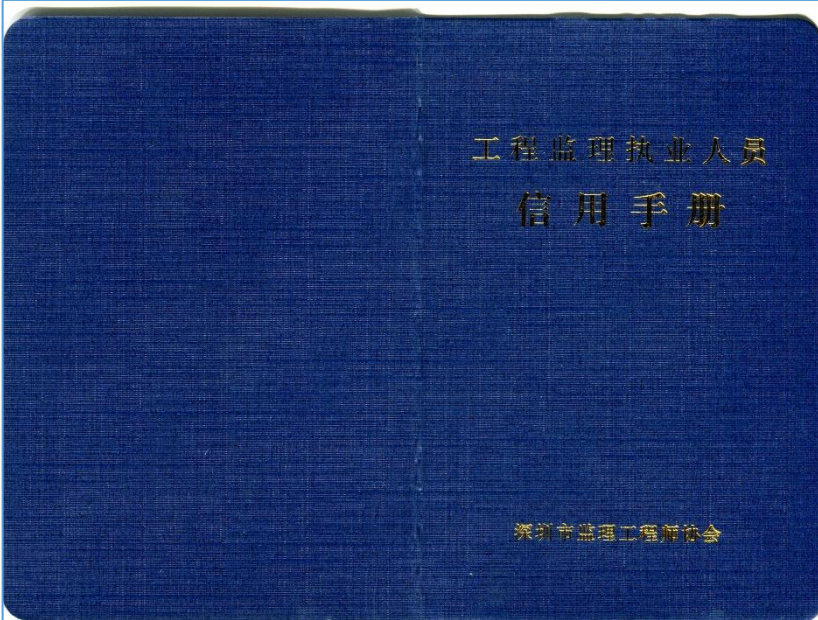 工程监理执业人员
信用手册
深圳市监理工程师协会